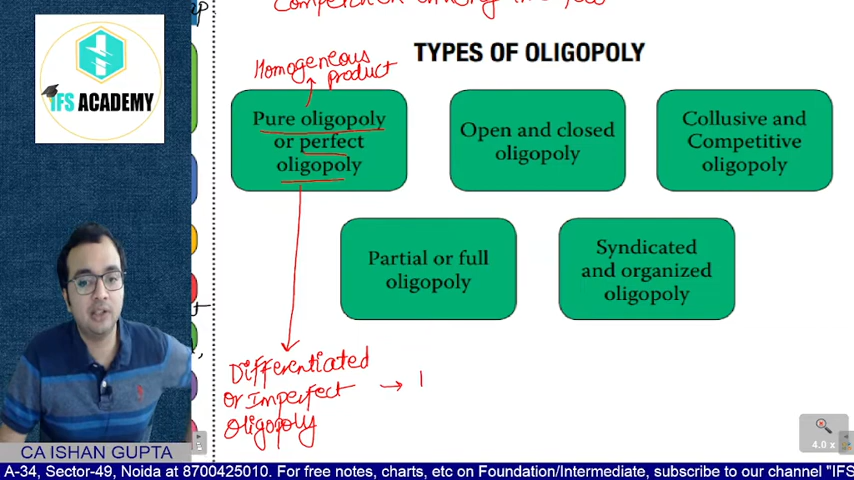 TYPES OF OLIGOPOLY
Homogeneous
product
IFS ACADEMY
Pure oligopoly
or perfect
oligopoly
Open and closed
oligopoly
Collusive and
Competitive
oligopoly
Partial or full
oligopoly
Syndicated
and organized
oligopoly
Differentiated
or Imperfect
Oligopoly
4.0 x
CA ISHAN GUPTA
A-34, Sector-49, Noida at 8700425010. For free notes, charts, etc on Foundation/Intermediate, subscribe to our channel "IFS